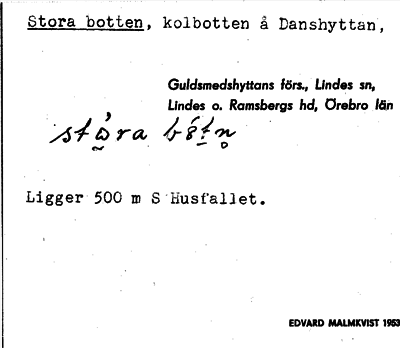 Stora botten, kolbotten å Danshyttan,
Guldsmedshyttans förs., Lindes sn,
Lindes o. Ramsbergs hd, Örebro län
Ligger 500 m S Husfallet.
EDVARD MALMKVIST 1953